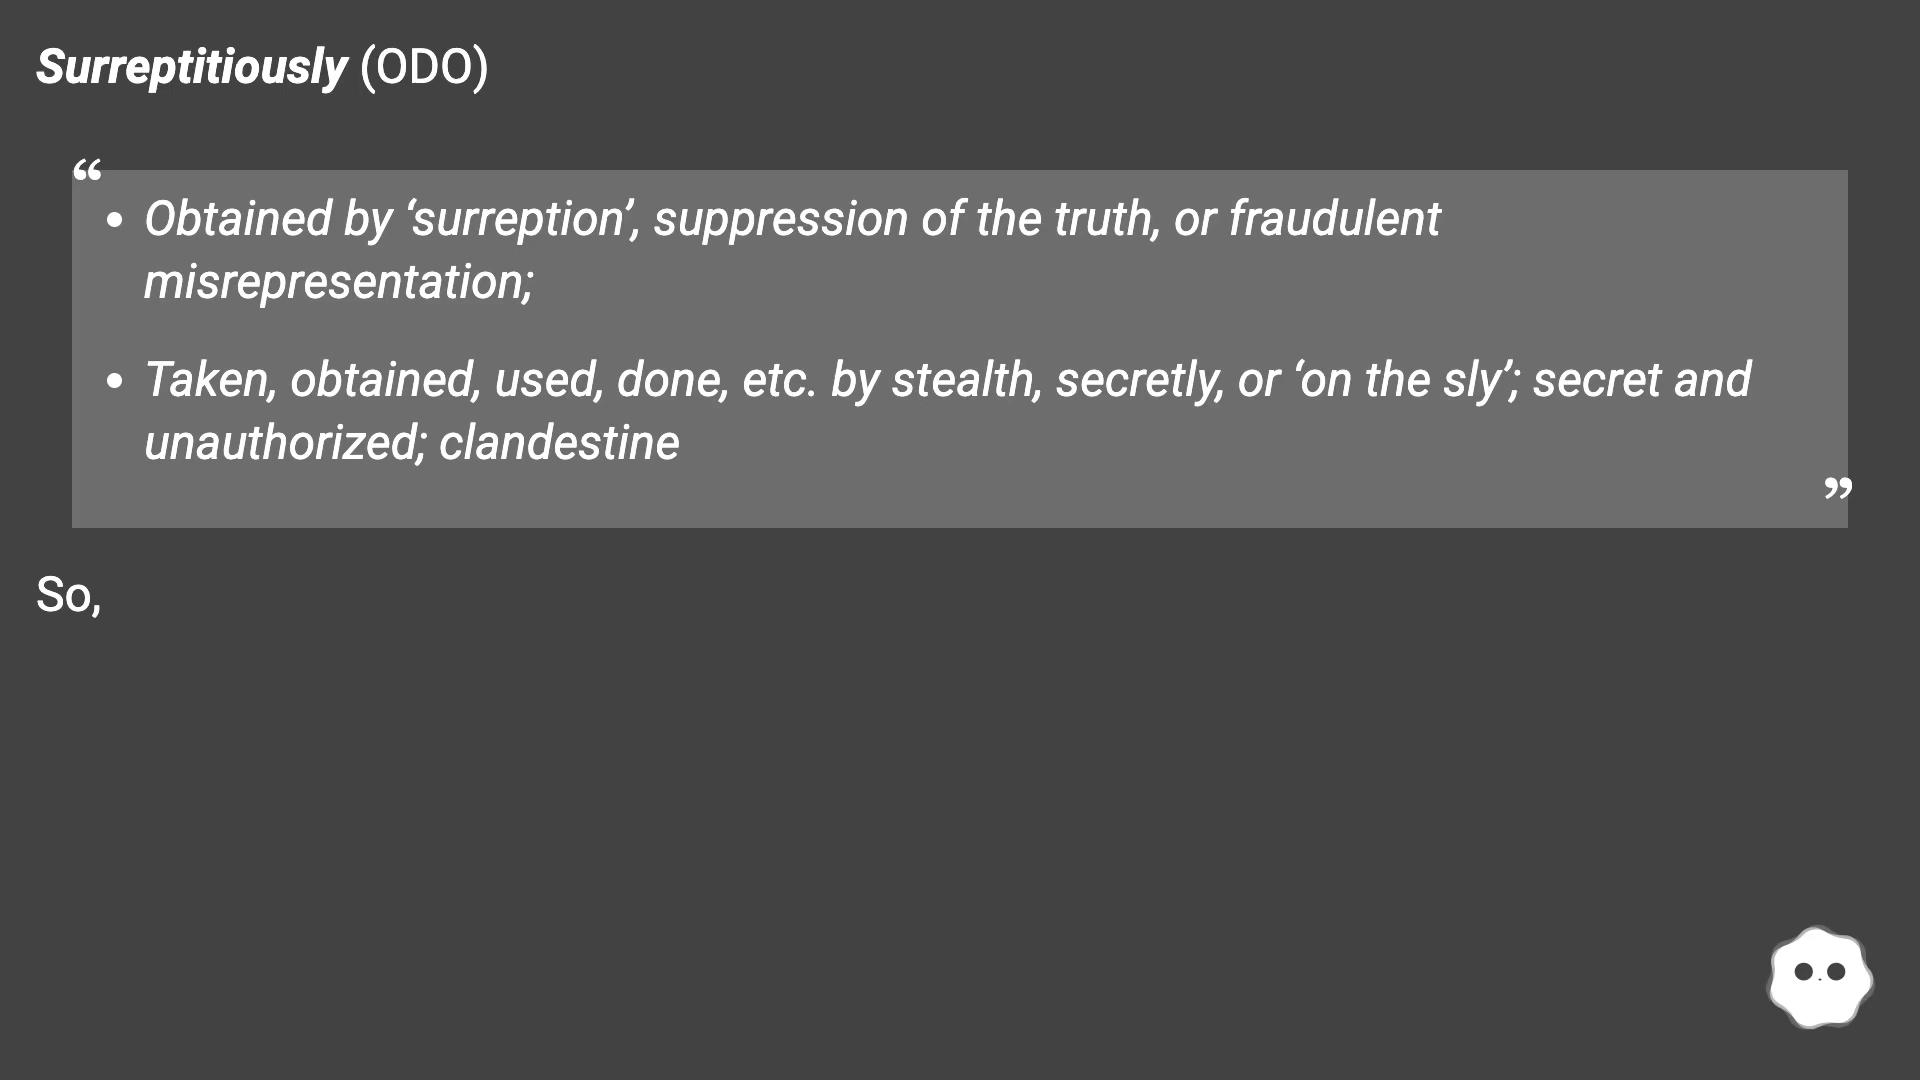 Surreptitiously (ODO)
“
• Obtained by ‘surreption’, suppression of the truth, or fraudulent
misrepresentation;
• Taken, obtained, used, done, etc. by stealth, secretly, or ‘on the sly’; secret and
unauthorized; clandestine
”
So,